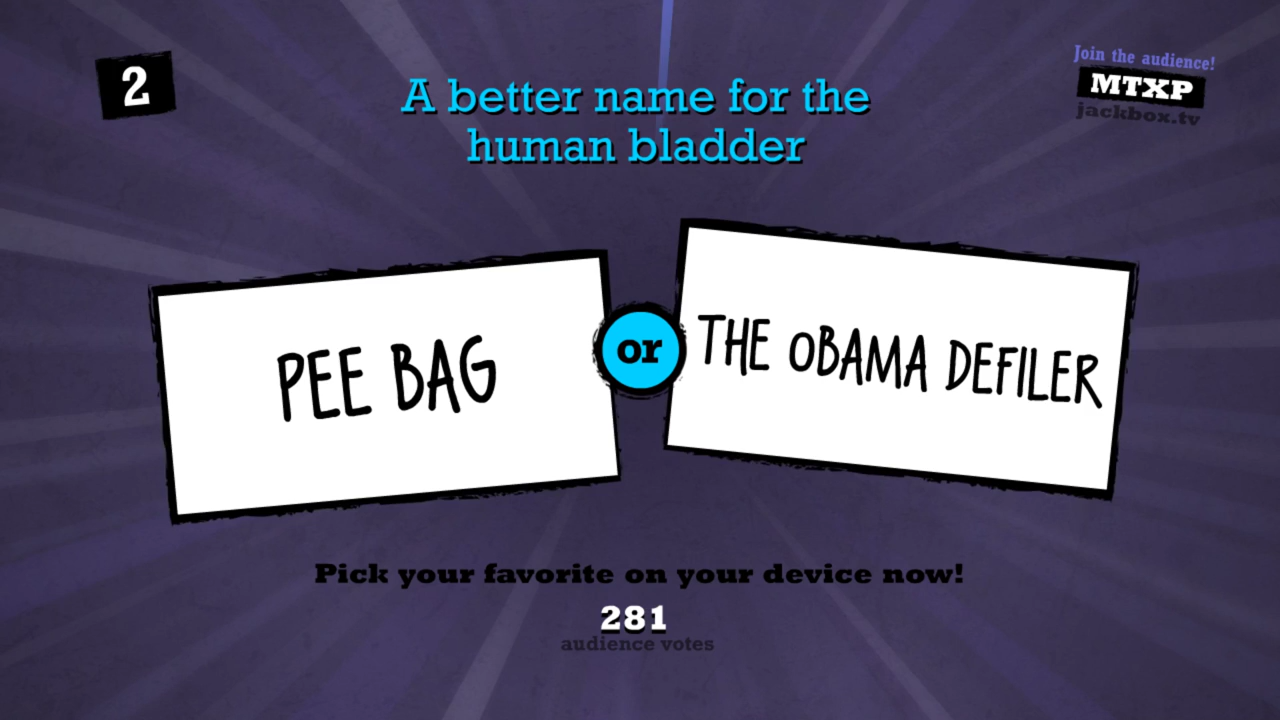 2
Join the audience!
MTXP
jackbox.tv
A better name for the
human bladder
PEE BAG
or
THE OBAMA DEFILER
Pick your favorite on your device now!
281
audience votes